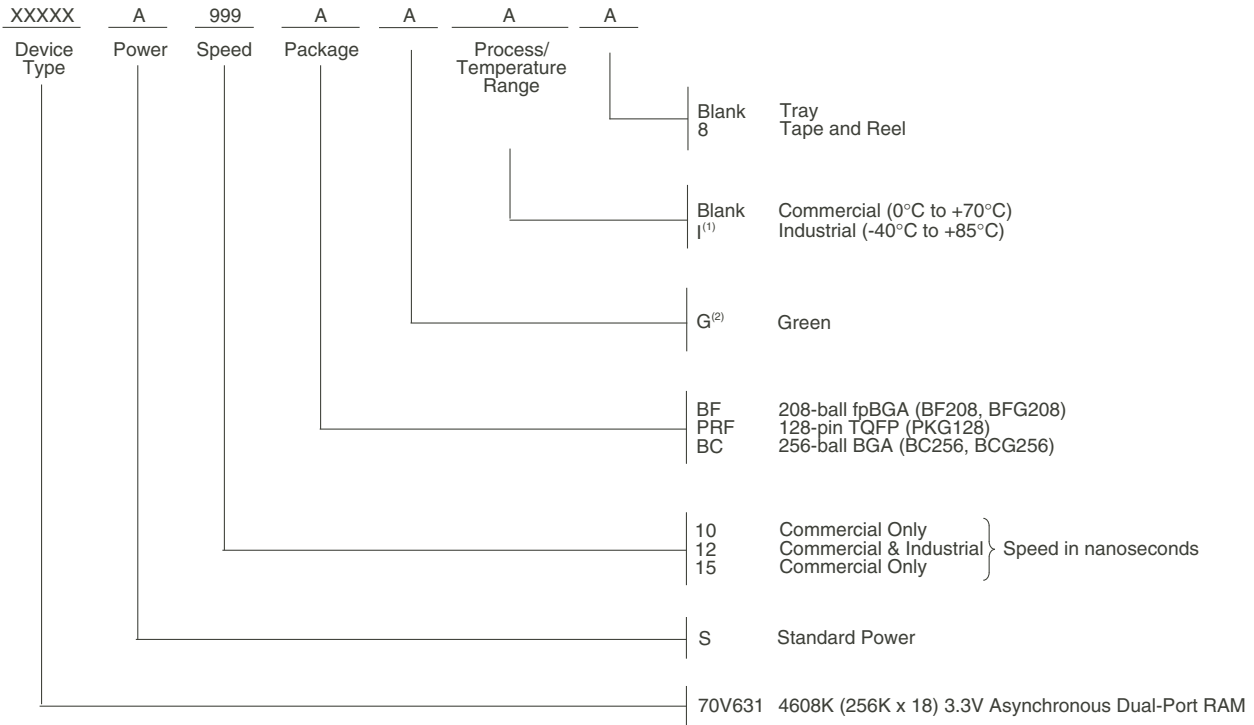 XXXXX A 999 A A A A
Device Type Power Speed Package Process/ Temperature Range
Blank Tray
8 Tape and Reel
Blank Commercial (0°C to +70°C)
I(1) Industrial (-40°C to +85°C)
G(2) Green
BF 208-ball fpBGA (BF208, BFG208)
PRF 128-pin TQFP (PKG128)
BC 256-ball BGA (BC256, BCG256)
10 Commercial Only
12 Commercial & Industrial Speed in nanoseconds
15 Commercial Only
S Standard Power
70V631 4608K (256K x 18) 3.3V Asynchronous Dual-Port RAM